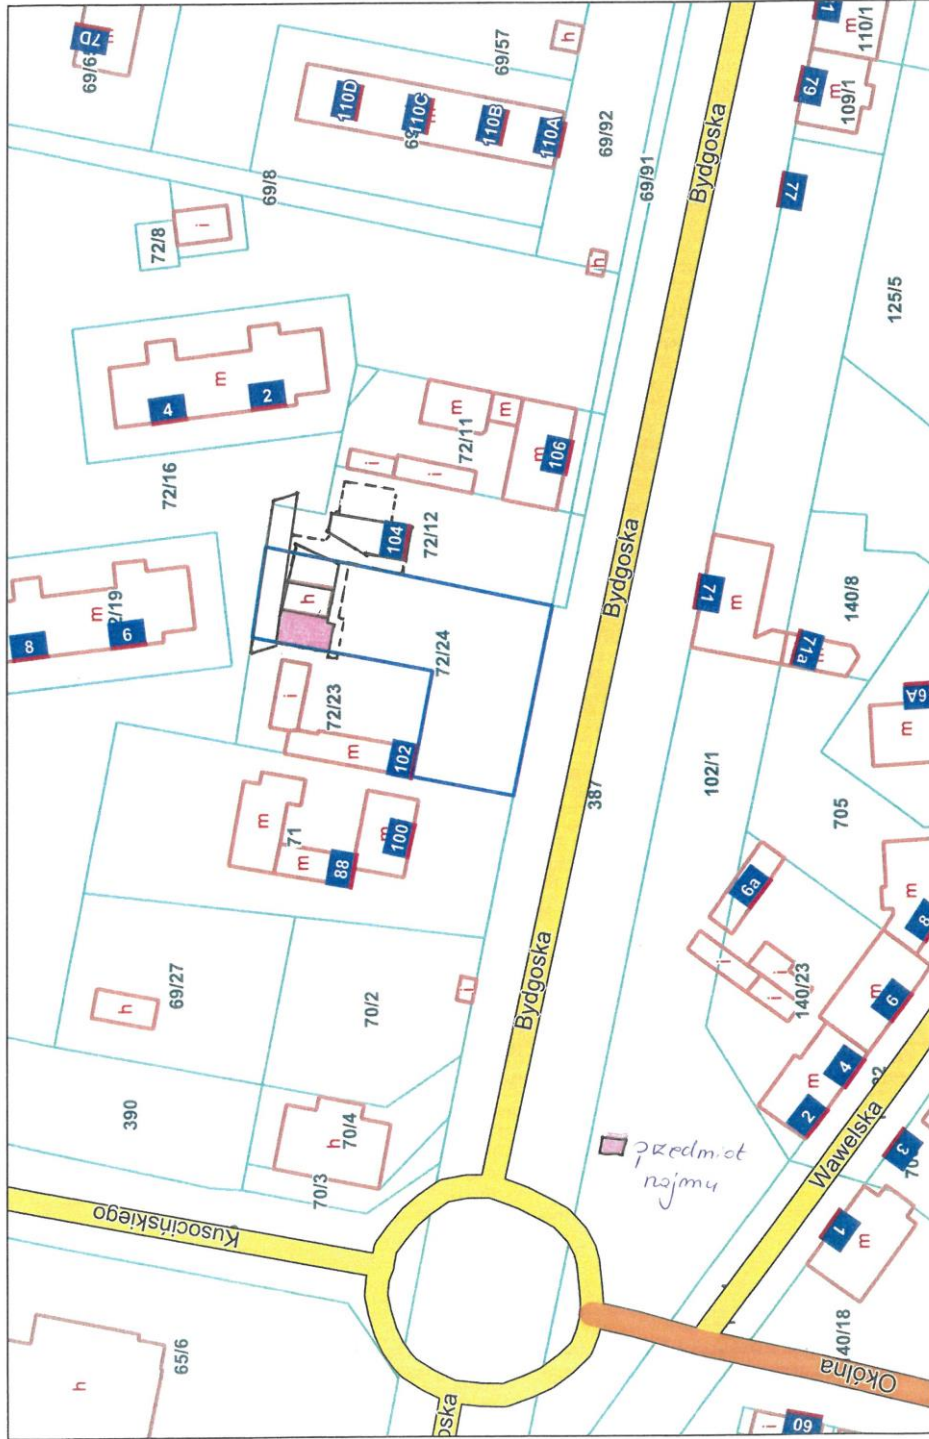 7D
m
h
69/57
110D
110C
110B
110A
69/92
69/8
69/91
Bydgoska
79
m
109/1
m
110/1
77
72/8
i
125/5
h
4
2
m
72/16
m
m
72/11
i
i
m
106
104
72/12
h
72/24
8
6
m
i
72/23
m
102
Bydgoska
71
m
71a
140/8
6A
m
102/1
387
705
m
71
m
88
m
100
h
69/27
70/2
i
Bydgoska
6a
i
i
i
140/23
m
8
m
6
m
4
2
390
h
70/4
70/3
Kusocińskiego
przedmiot
najmu
Wawelska
3
1
m
65/6
h
Okólna
60
i